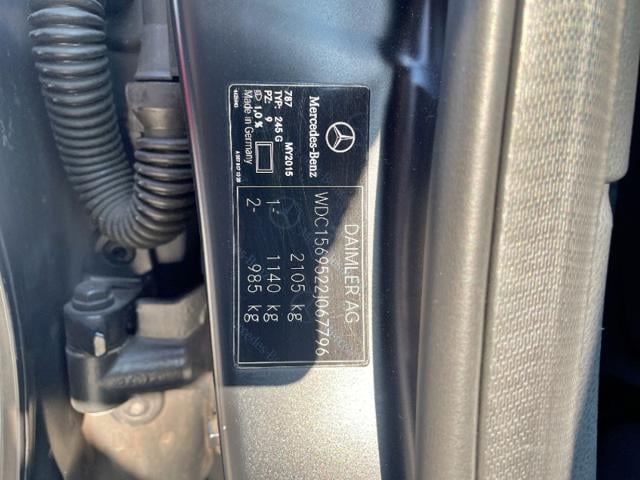 DAIMLER AG
WDC1569522J067796
2105 kg
1- 1140 kg
2- 985 kg
Mercedes-Benz
787 MY2015
TYP: 245 G
PZ: 9
1,0 %
Made in Germany